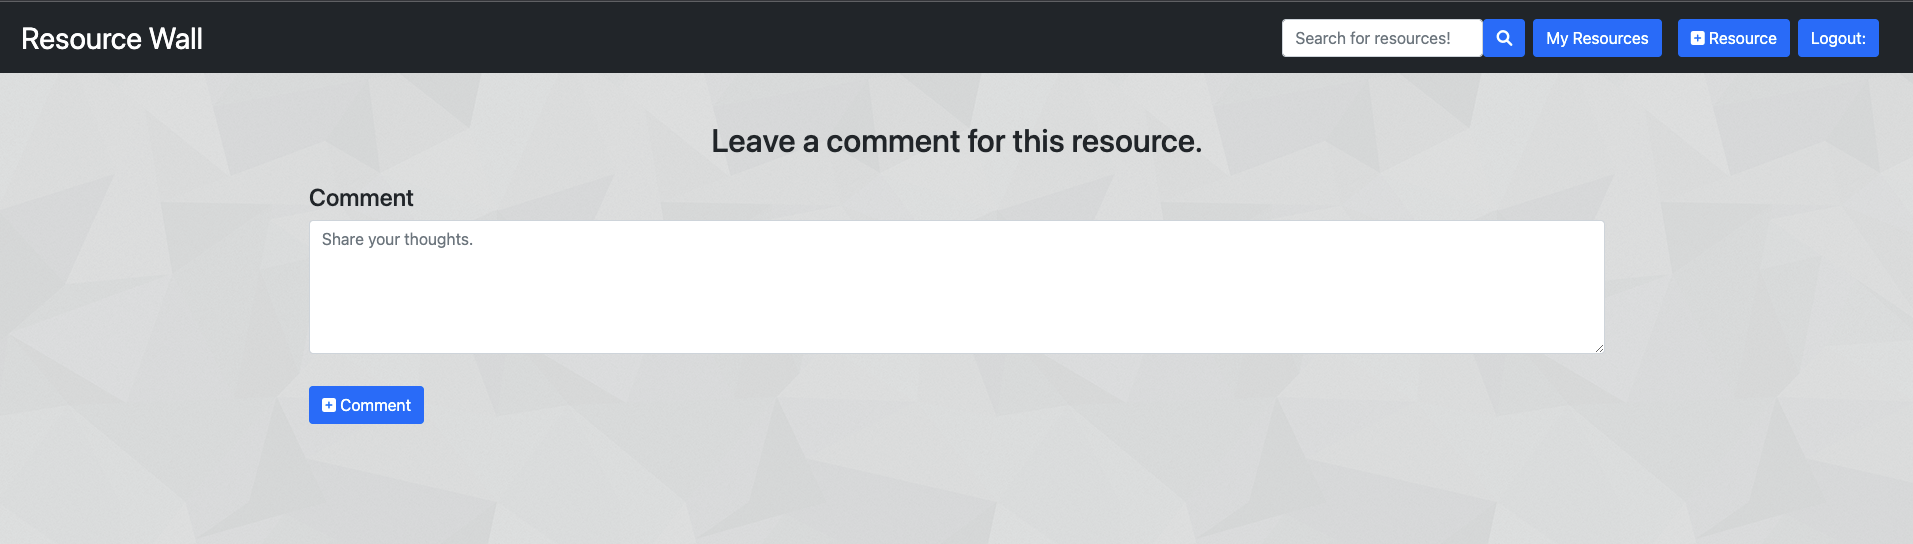 Resource Wall Search for resources! My Resources Resource Logout:
Leave a comment for this resource.
Comment
Share your thoughts.
Comment